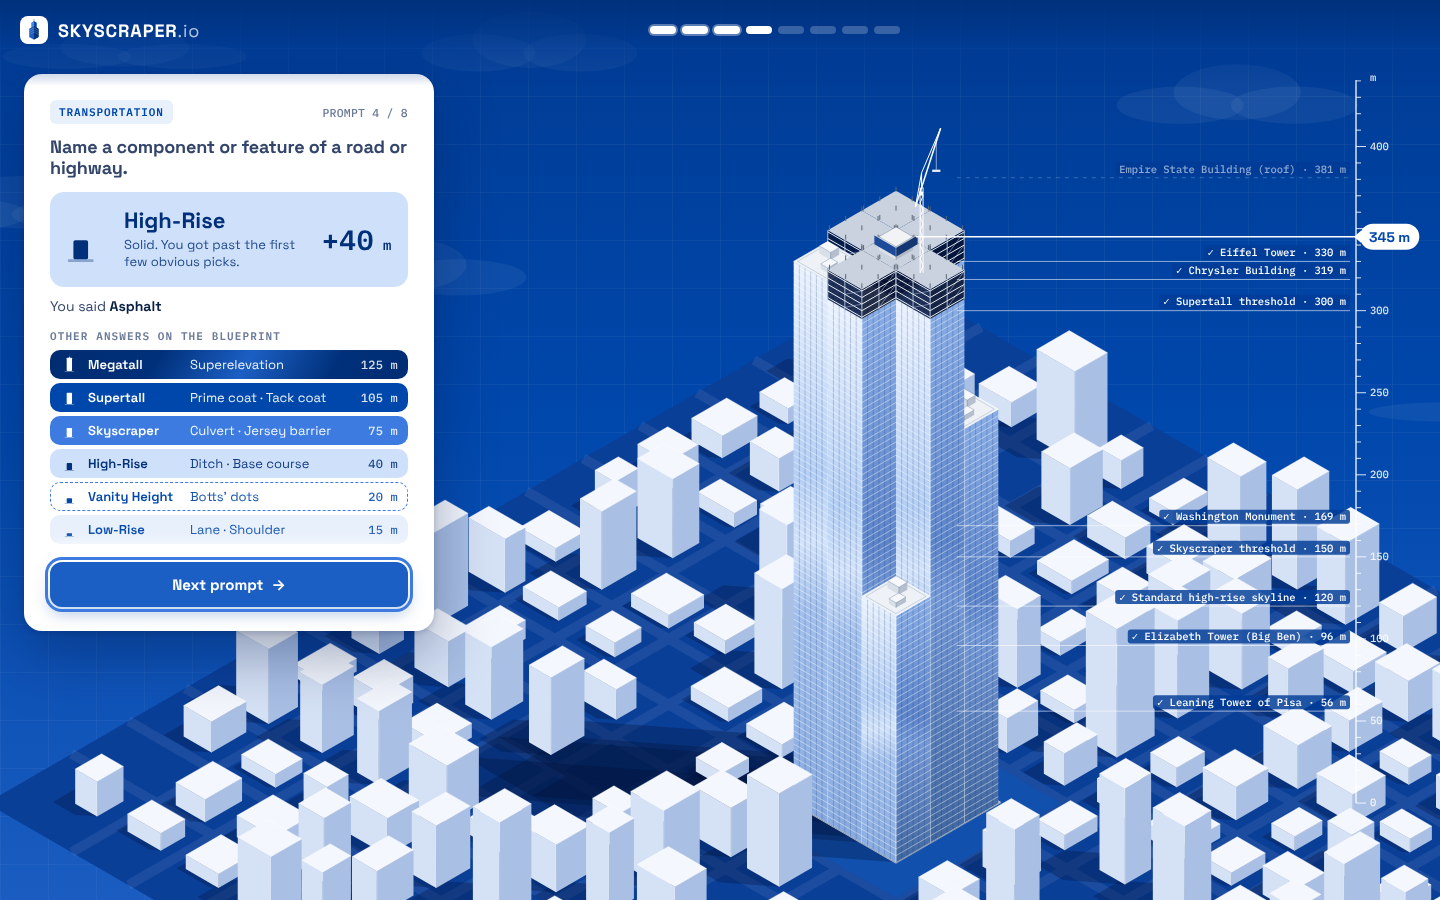 SKYSCRAPER.io
TRANSPORTATION
PROMPT 4 / 8
Name a component or feature of a road or
highway.
High-Rise
Solid. You got past the first
few obvious picks.
+40 m
You said Asphalt
OTHER ANSWERS ON THE BLUEPRINT
Megatall Superelevation 125 m
Supertall Prime coat · Tack coat 105 m
Skyscraper Culvert · Jersey barrier 75 m
High-Rise Ditch · Base course 40 m
Vanity Height Botts' dots 20 m
Low-Rise Lane · Shoulder 15 m
Next prompt →
m
400
Empire State Building (roof) · 381 m
345 m
✓ Eiffel Tower · 330 m
✓ Chrysler Building · 319 m
✓ Supertall threshold · 300 m
300
250
200
✓ Washington Monument · 169 m
✓ Skyscraper threshold · 150 m
150
✓ Standard high-rise skyline · 120 m
✓ Elizabeth Tower (Big Ben) · 96 m
100
✓ Leaning Tower of Pisa · 56 m
50
0